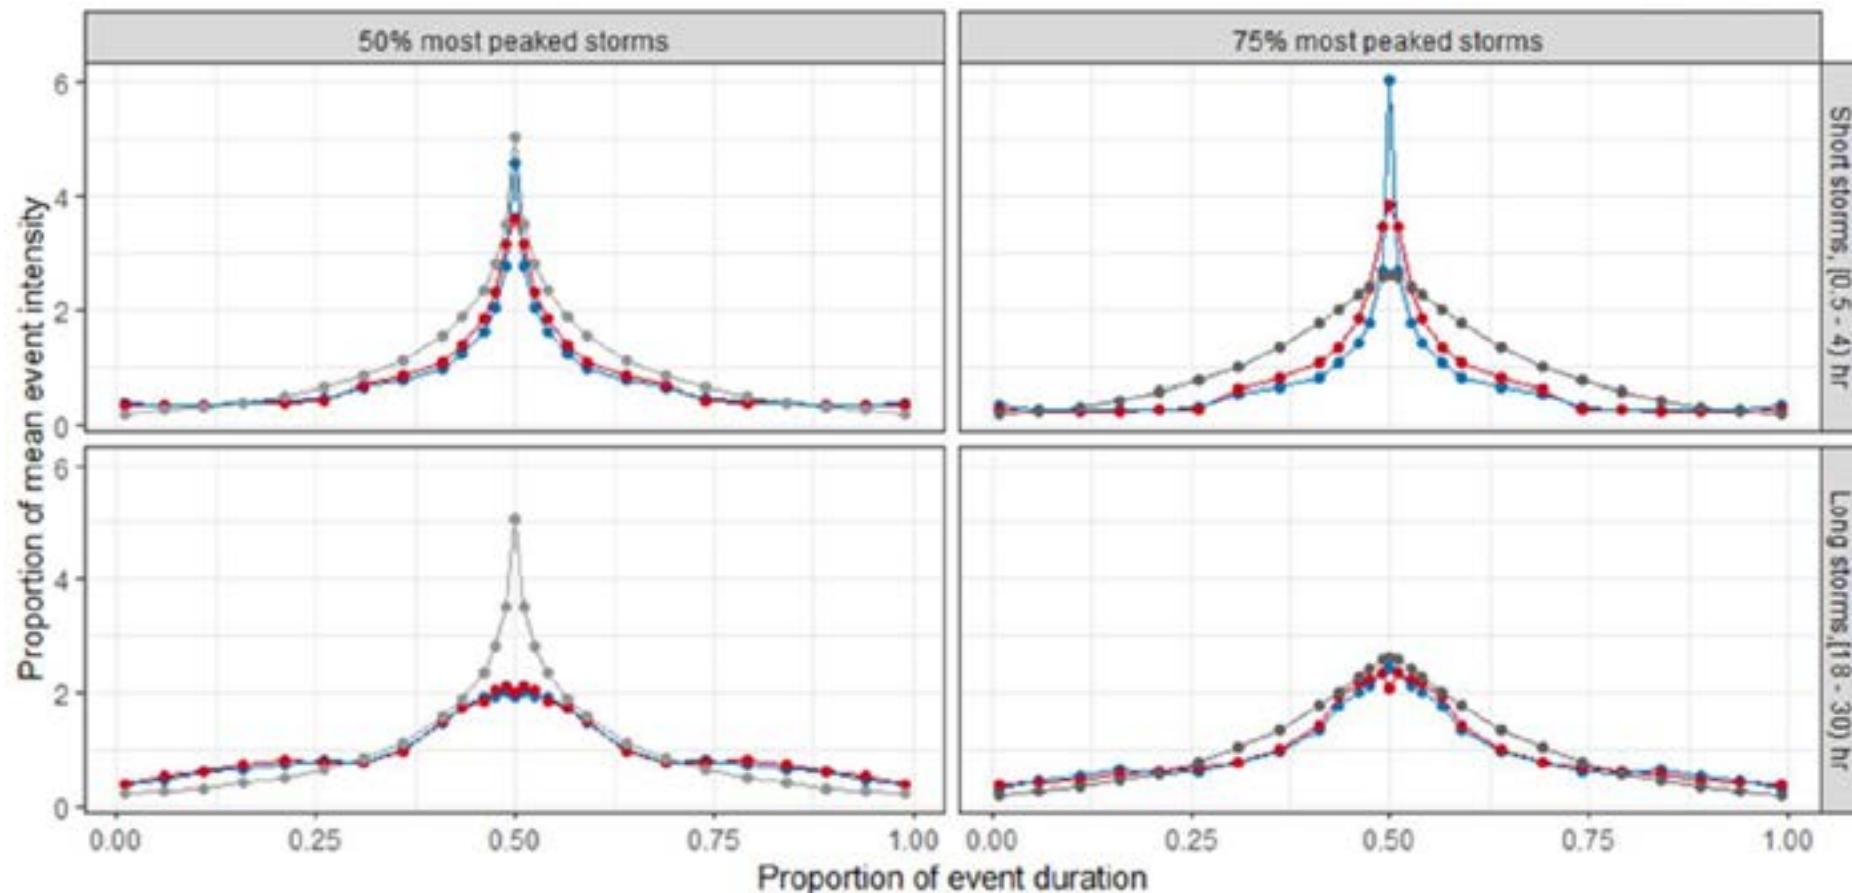 50% most peaked storms
75% most peaked storms
Proportion of mean event intensity
6
4
2
0
Short storms, [0.5 - 4) hr
6
4
2
0
Long storms,[18 - 30) hr
0.00 0.25 0.50 0.75 1.00
0.00 0.25 0.50 0.75 1.00
Proportion of event duration